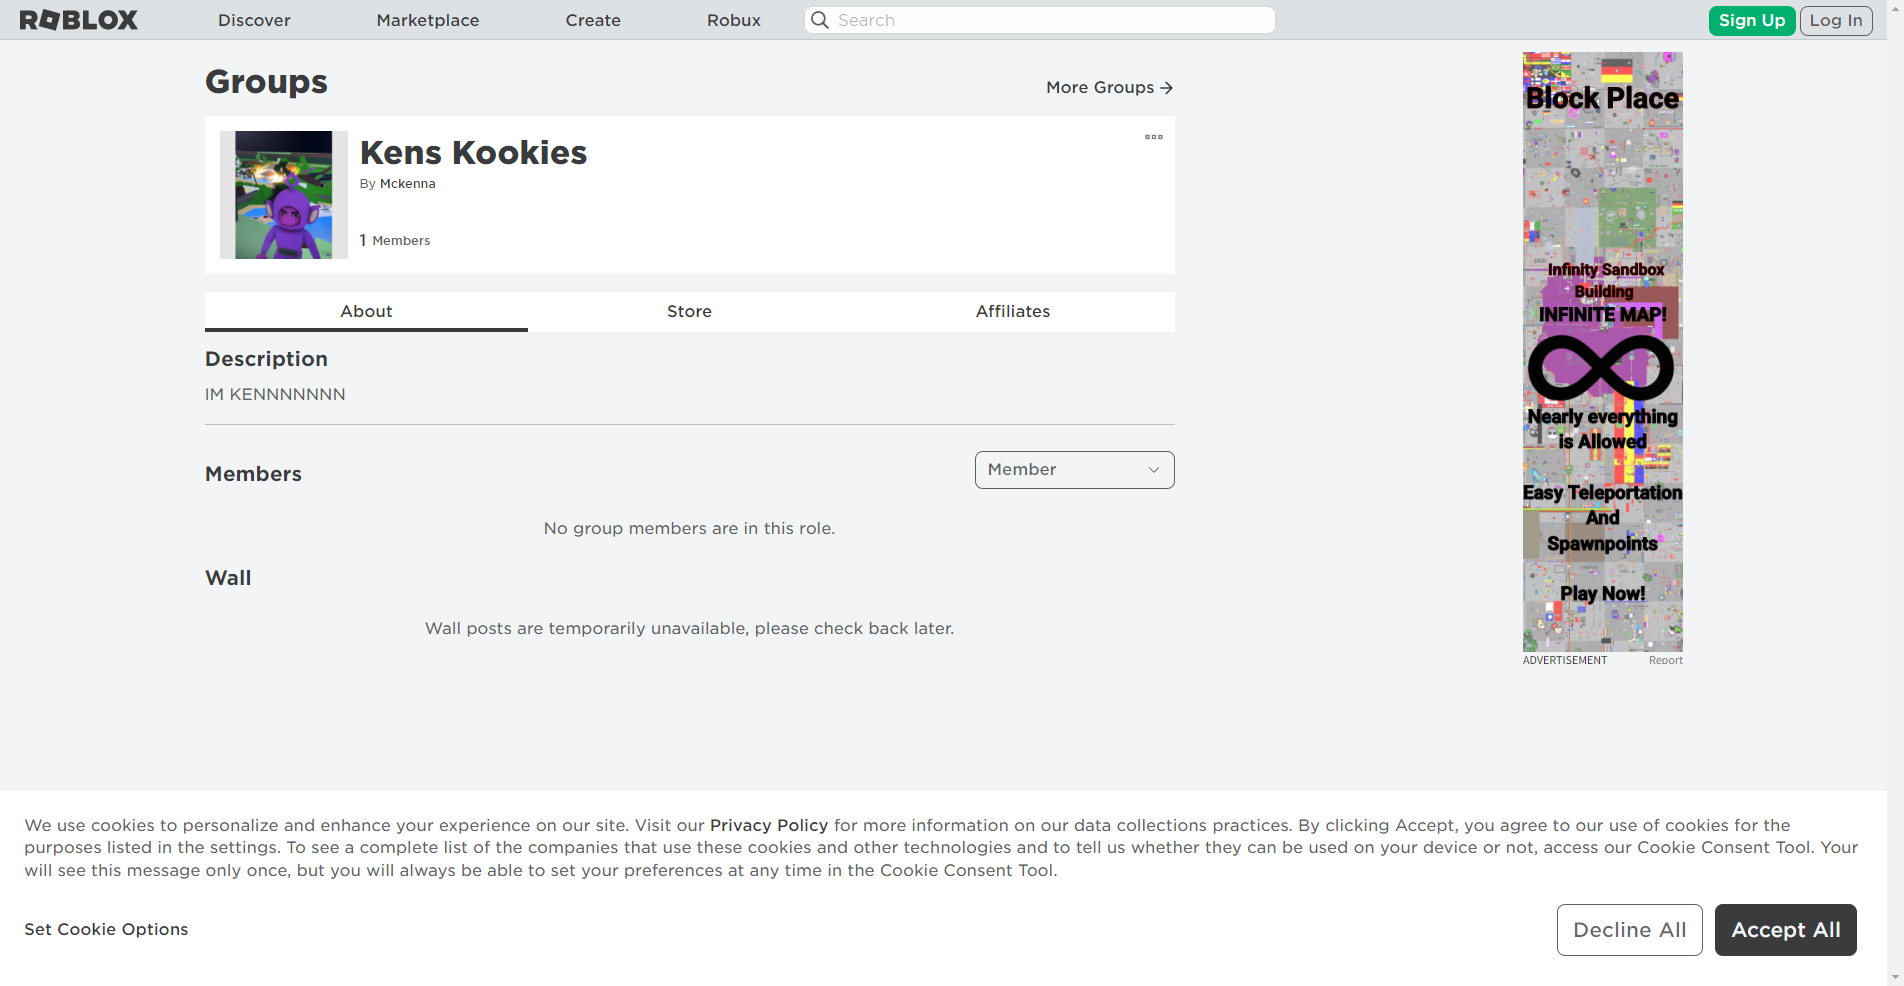 ROBLOX
Discover
Marketplace
Create
Robux
Search
Sign Up
Log In
Groups
More Groups →
Kens Kookies
By Mckenna
1 Members
About
Store
Affiliates
Description
IM KENNNNNNN
Members
Member
No group members are in this role.
Wall
Wall posts are temporarily unavailable, please check back later.
Block Place
Infinity Sandbox
Building
INFINITE MAP!
Nearly everything
is Allowed
Easy Teleportation
And
Spawnpoints
Play Now!
ADVERTISEMENT
Report
We use cookies to personalize and enhance your experience on our site. Visit our Privacy Policy for more information on our data collections practices. By clicking Accept, you agree to our use of cookies for the
purposes listed in the settings. To see a complete list of the companies that use these cookies and other technologies and to tell us whether they can be used on your device or not, access our Cookie Consent Tool. Your
will see this message only once, but you will always be able to set your preferences at any time in the Cookie Consent Tool.
Set Cookie Options
Decline All
Accept All